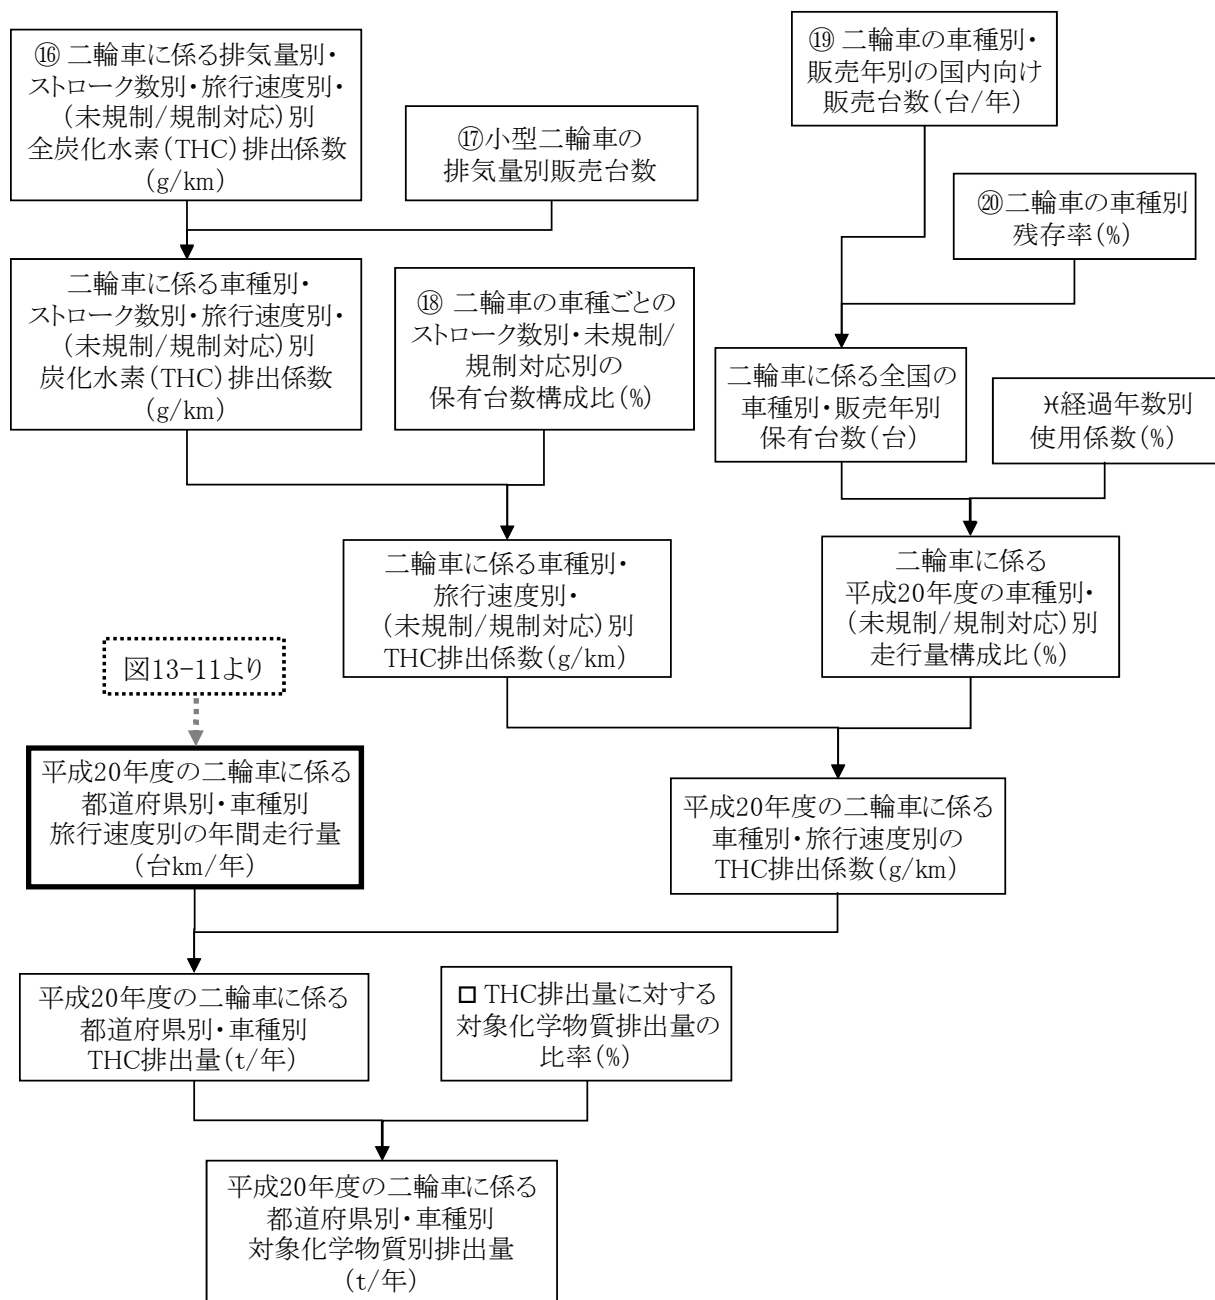 ⑯ 二輪車に係る排気量別・
ストローク数別・旅行速度別・
(未規制/規制対応)別
全炭化水素(THC)排出係数
(g/km)
⑰小型二輪車の
排気量別販売台数
⑲ 二輪車の車種別・
販売年別の国内向け
販売台数(台/年)
⑳二輪車の車種別
残存率(%)
二輪車に係る車種別・
ストローク数別・旅行速度別・
(未規制/規制対応)別
炭化水素(THC)排出係数
(g/km)
⑱ 二輪車の車種ごとの
ストローク数別・未規制/
規制対応別の
保有台数構成比(%)
二輪車に係る全国の
車種別・販売年別
保有台数(台)
经過年数別
使用係数(%)
二輪車に係る車種別・
旅行速度別・
(未規制/規制対応)別
THC排出係数(g/km)
二輪車に係る
平成20年度の車種別・
(未規制/規制対応)別
走行量構成比(%)
図13-11より
平成20年度の二輪車に係る
都道府県別・車種別
旅行速度別の年間走行量
(台km/年)
平成20年度の二輪車に係る
車種別・旅行速度別の
THC排出係数(g/km)
平成20年度の二輪車に係る
都道府県別・車種別
THC排出量(t/年)
□ THC排出量に対する
対象化学物質排出量の
比率(%)
平成20年度の二輪車に係る
都道府県別・車種別
対象化学物質別排出量
(t/年)